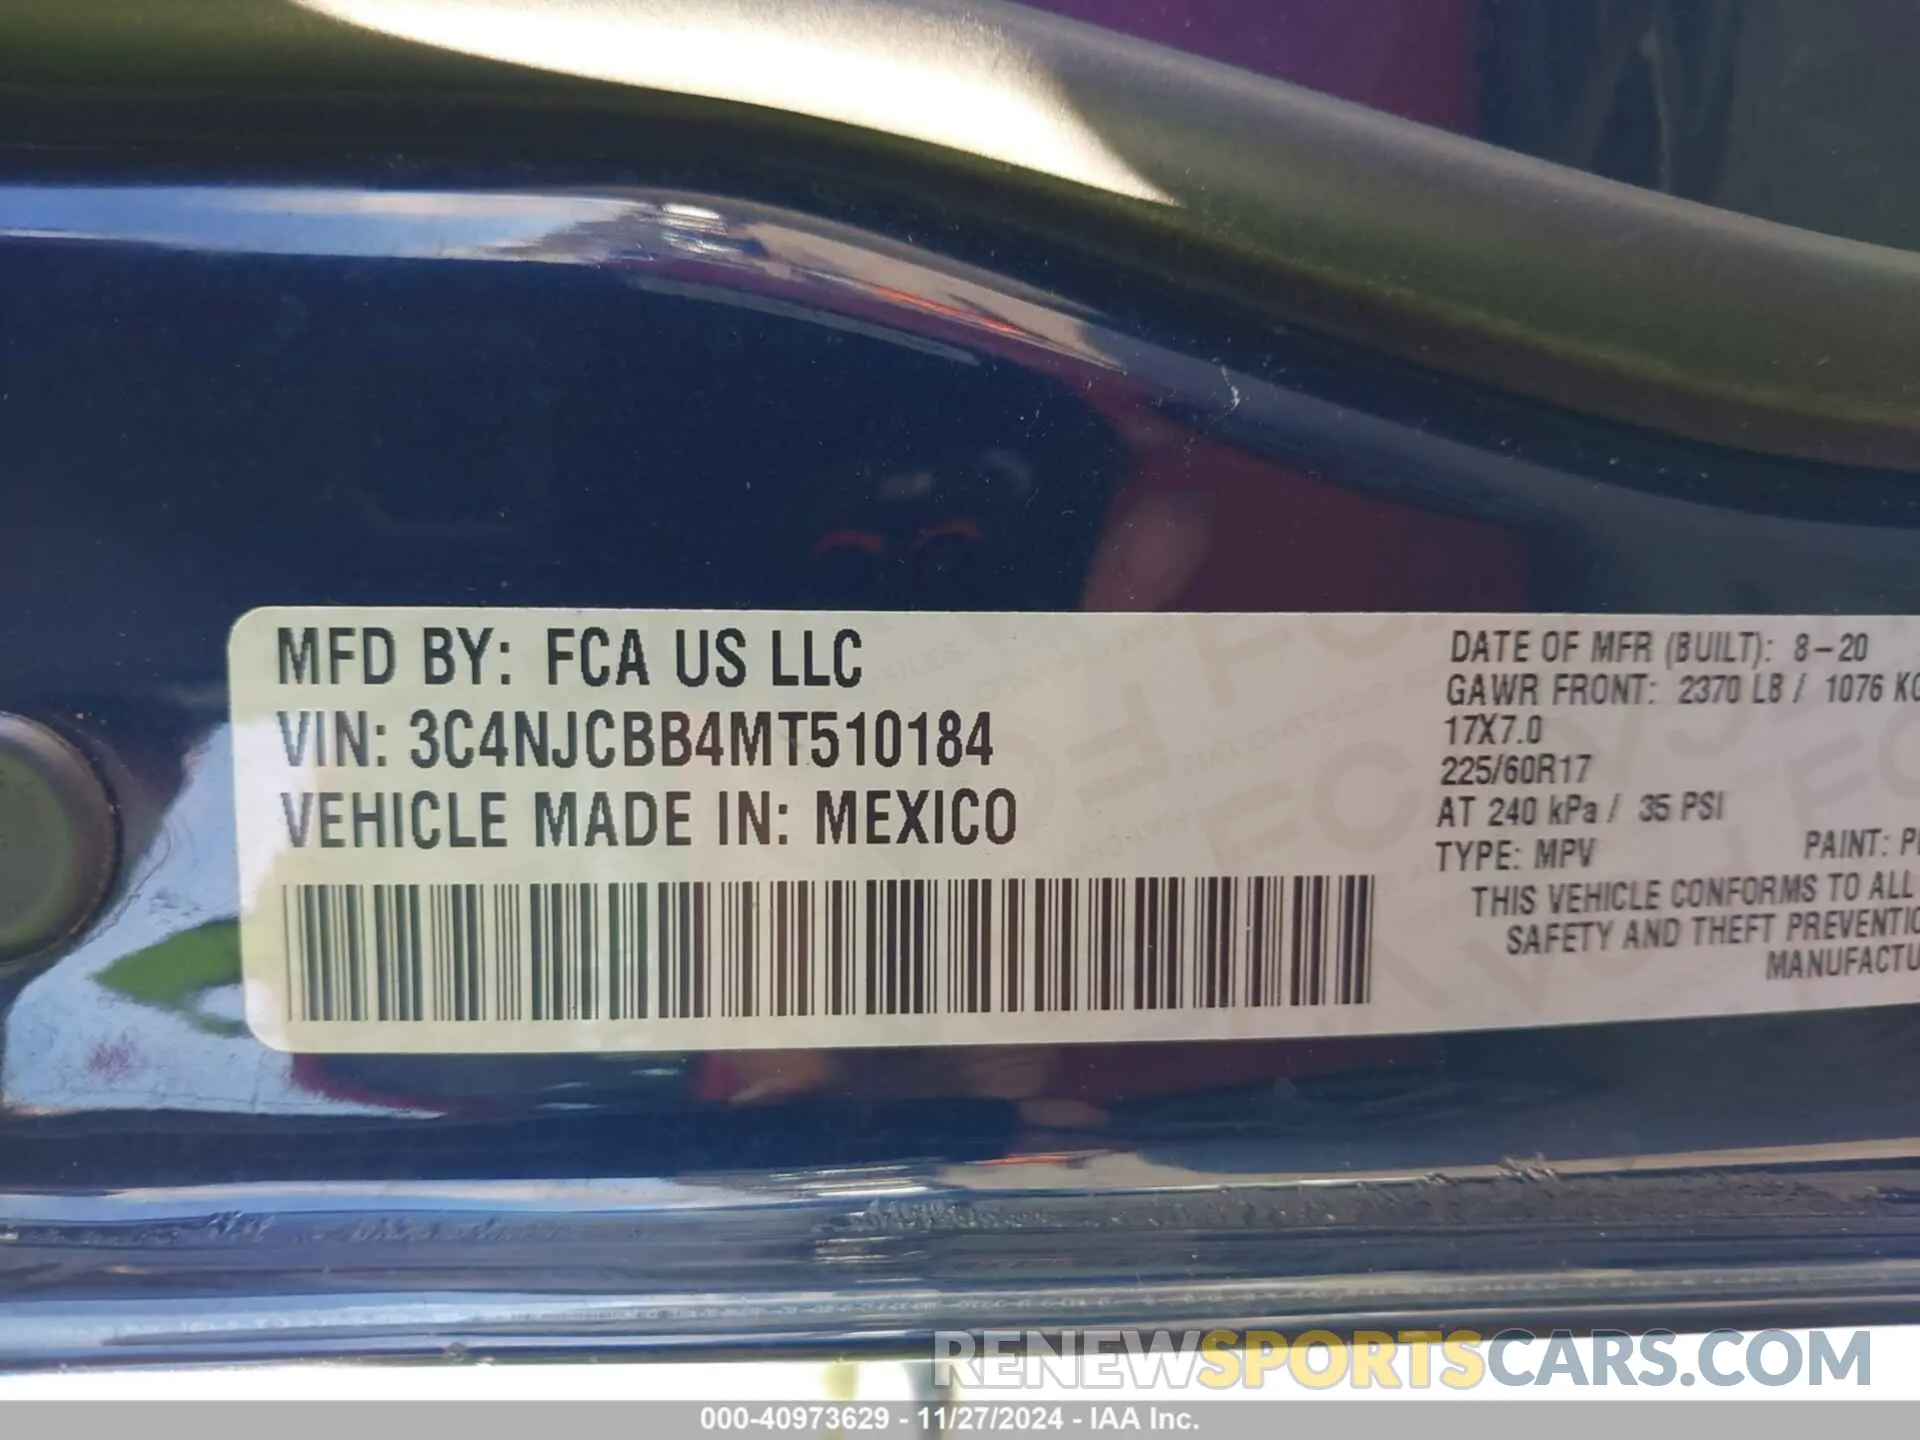 MFD BY: FCA US LLC
VIN: 3C4NJCBB4MT510184
VEHICLE MADE IN: MEXICO
DATE OF MFR (BUILT): 8-20
GAWR FRONT: 2370 LB / 1076 KG
17X7.0
225/60R17
AT 240 kPa / 35 PSI
TYPE: MPV PAINT:
THIS VEHICLE CONFORMS TO ALL
SAFETY AND THEFT PREVENTIO
MANUFACTU
RENEWSPORTSCARS.COM
000-40973629 - 11/27/2024 - IAA Inc.